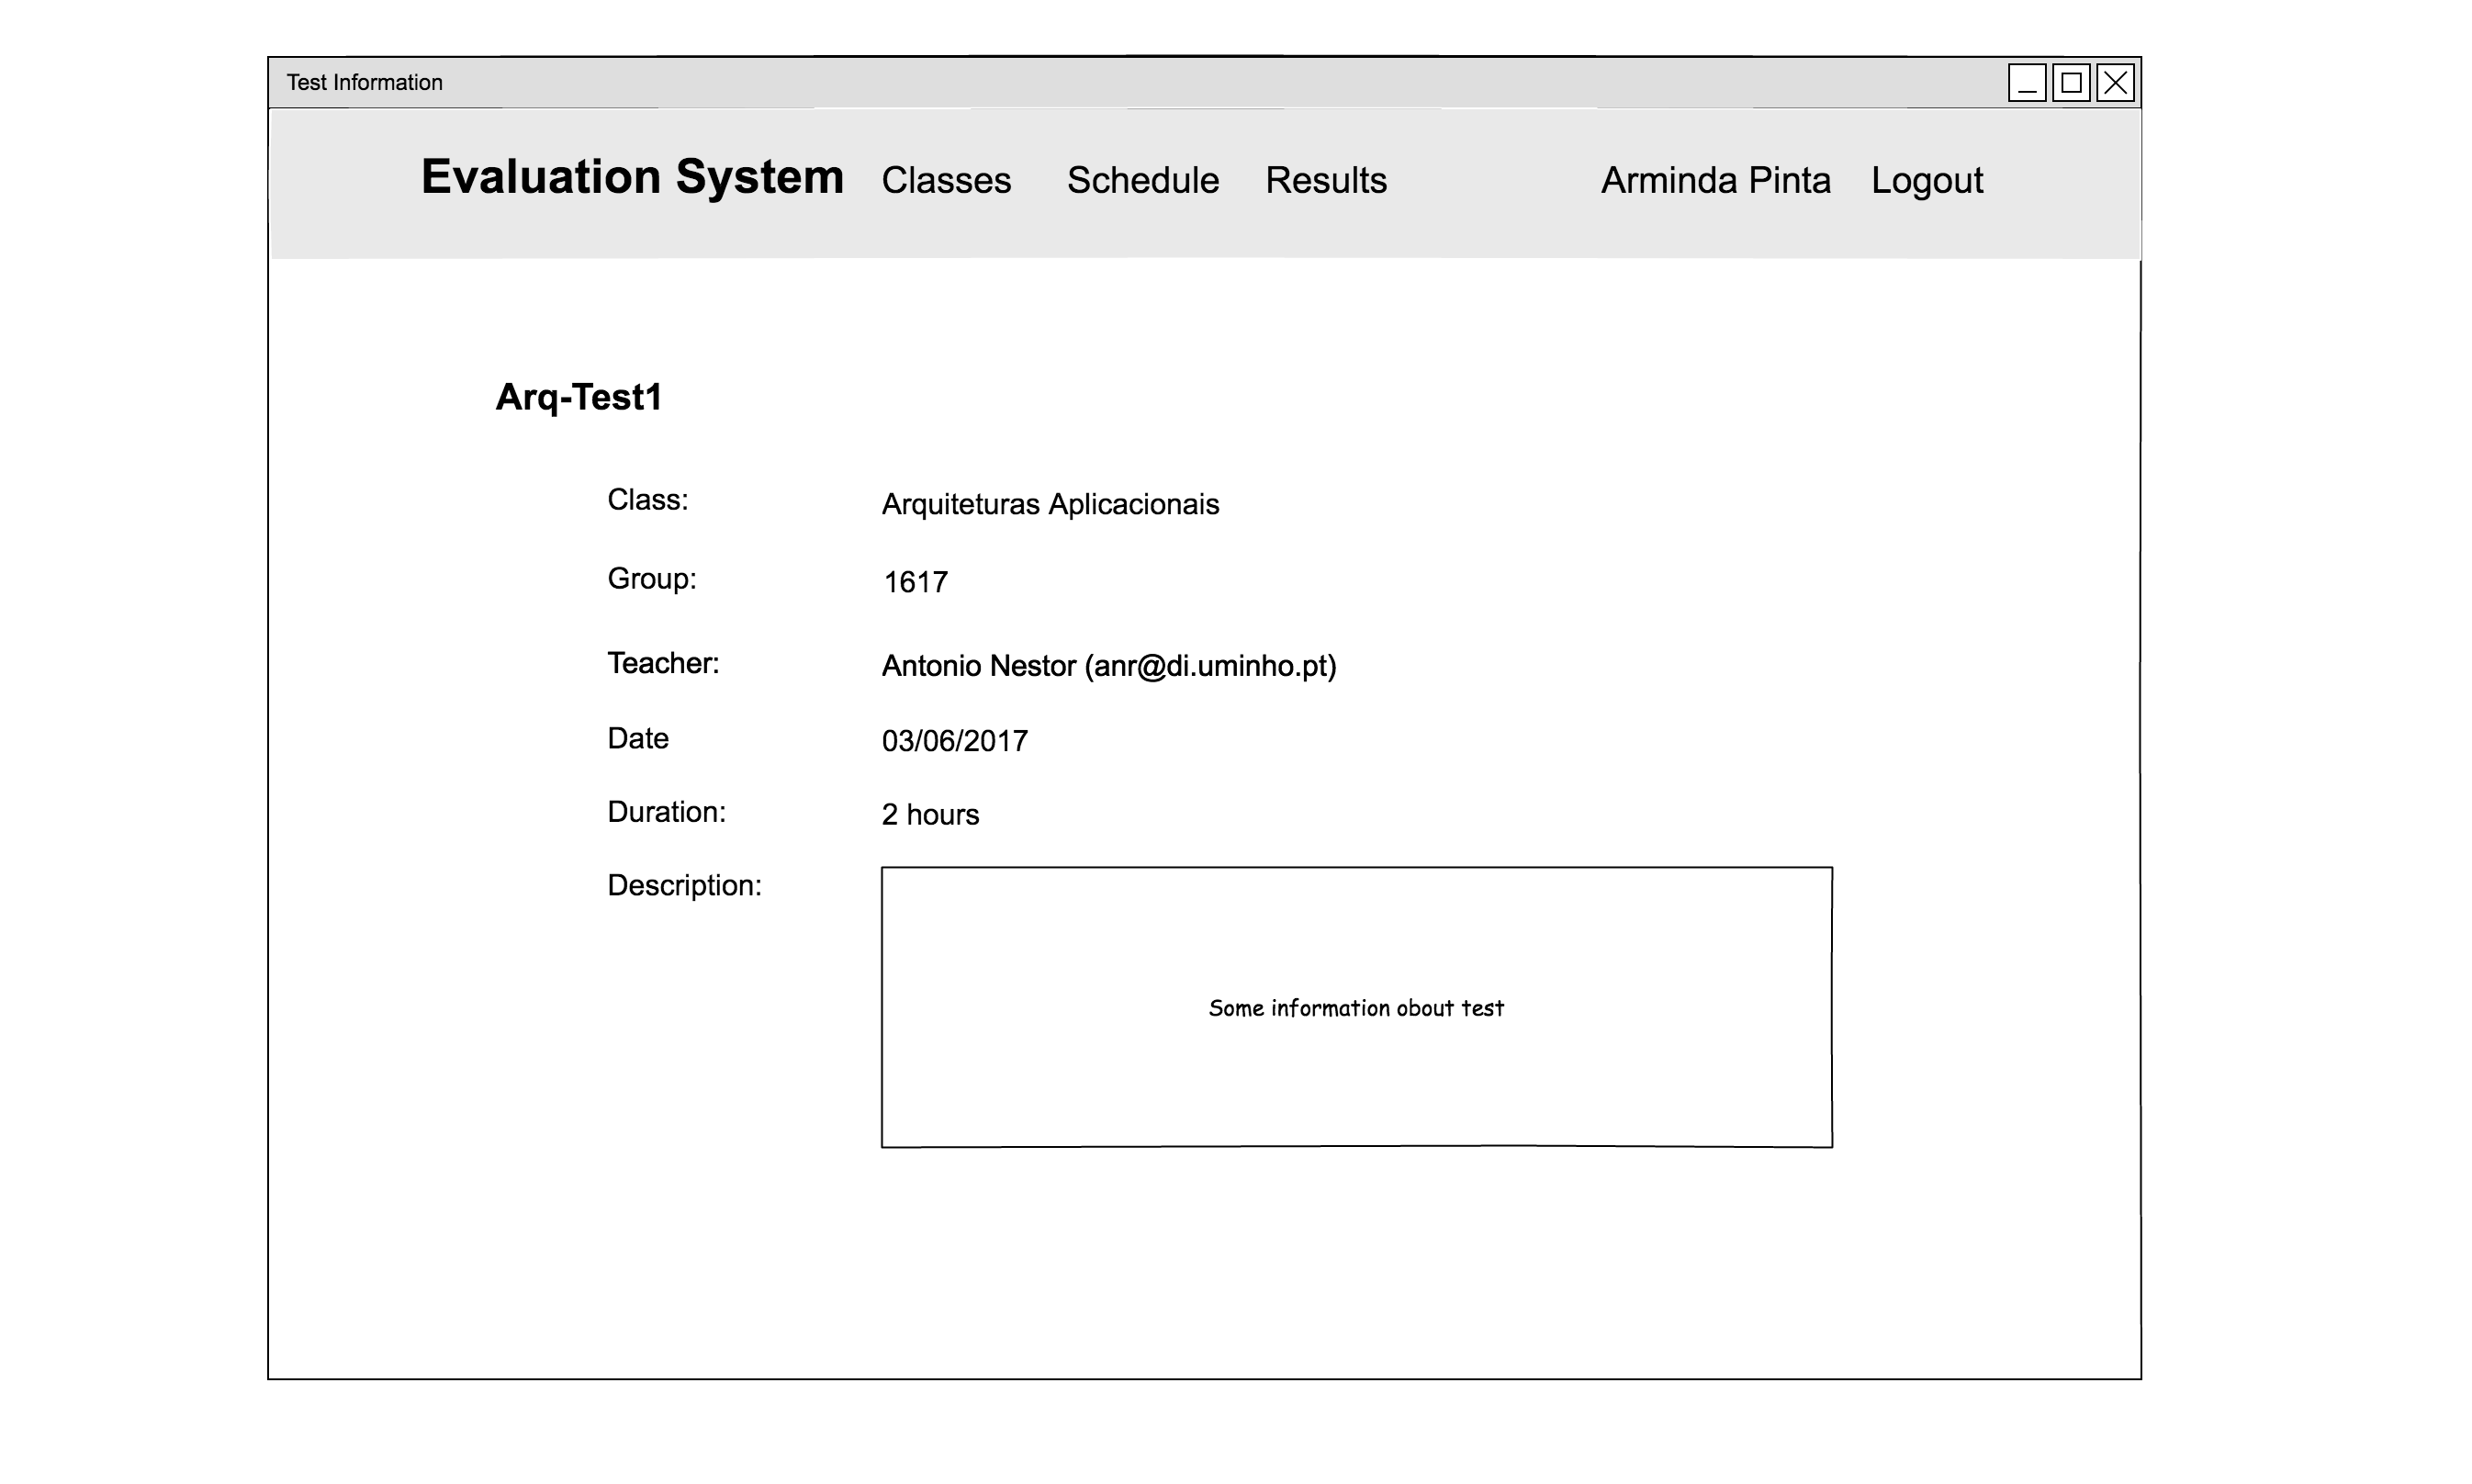 Test Information
Evaluation System Classes Schedule Results Arminda Pinta Logout
Arq-Test1
Class: Arquiteturas Aplicacionais
Group: 1617
Teacher: Antonio Nestor (anr@di.uminho.pt)
Date 03/06/2017
Duration: 2 hours
Description:
Some information obout test